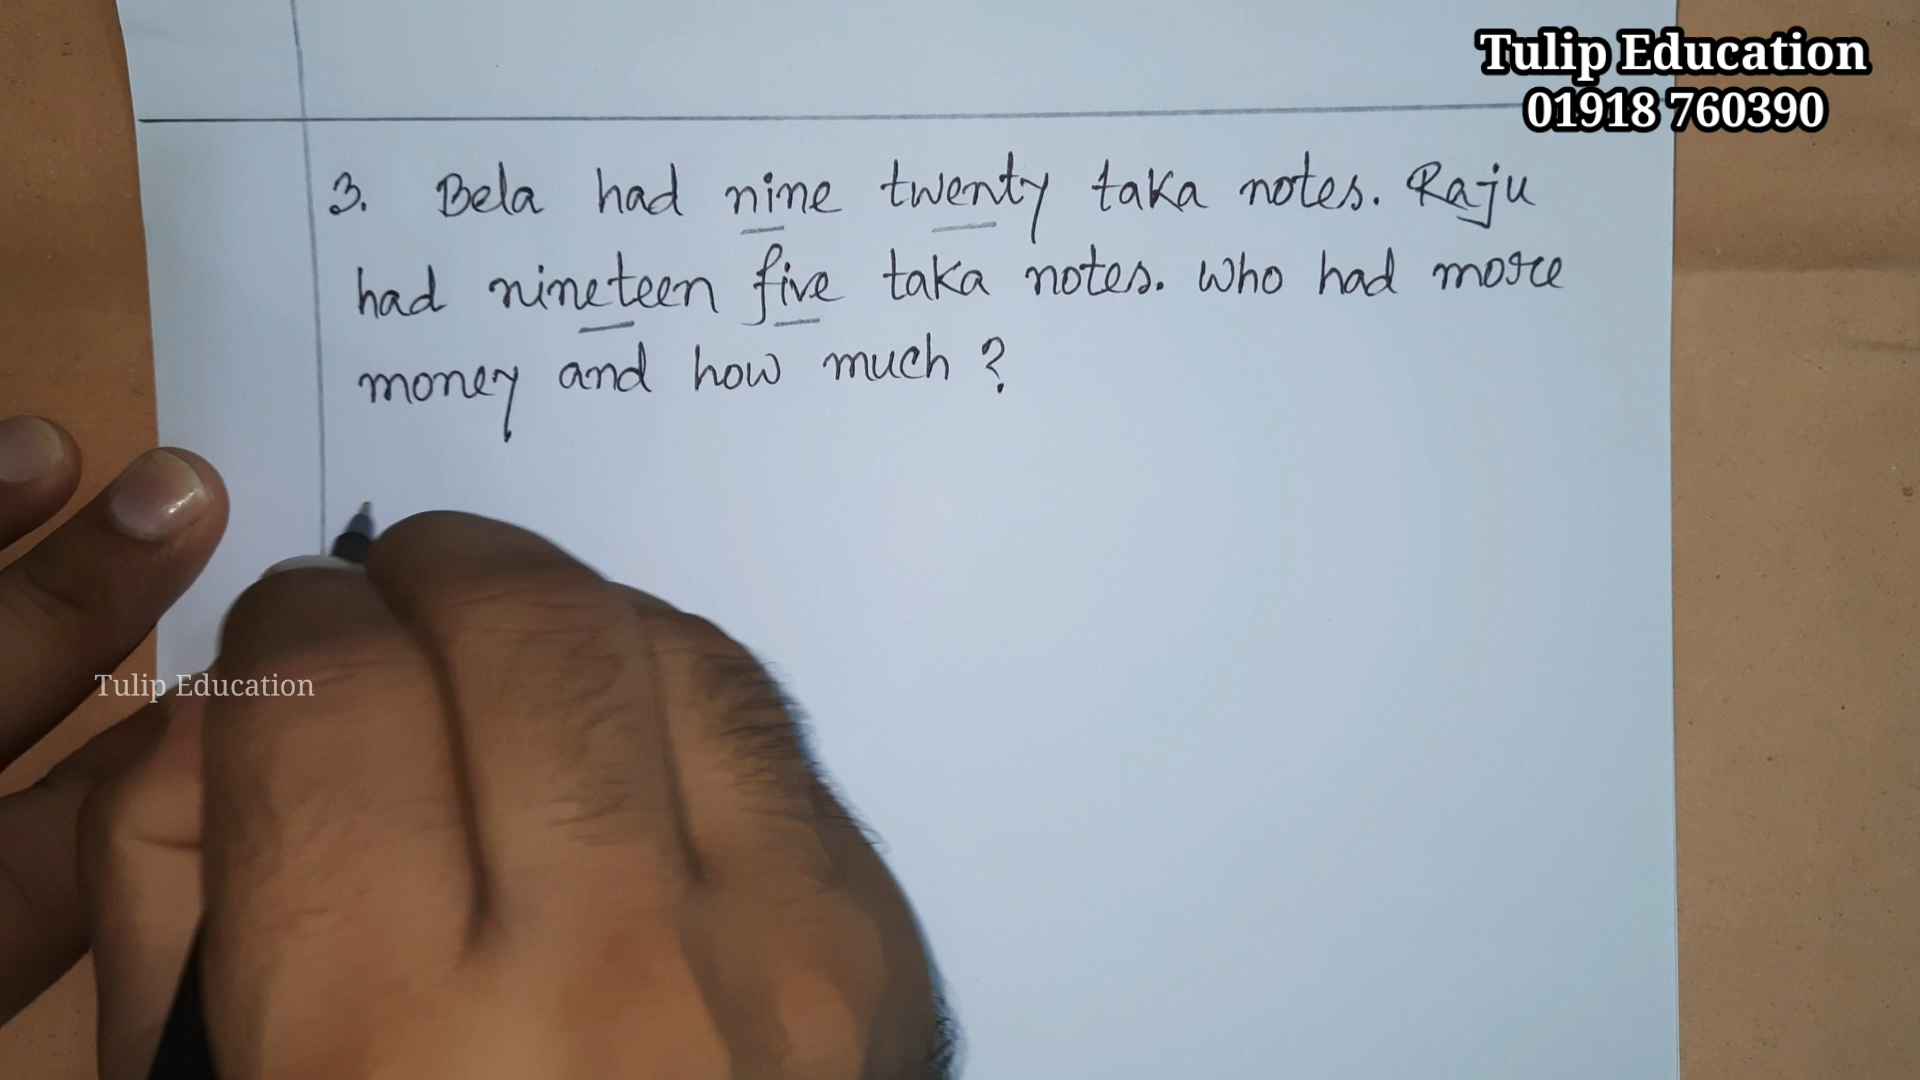 Tulip Education
01918 760390
3. Bela had nine twenty taka notes. Raju
had nineteen five taka notes. Who had more
money and how much ?
Tulip Education